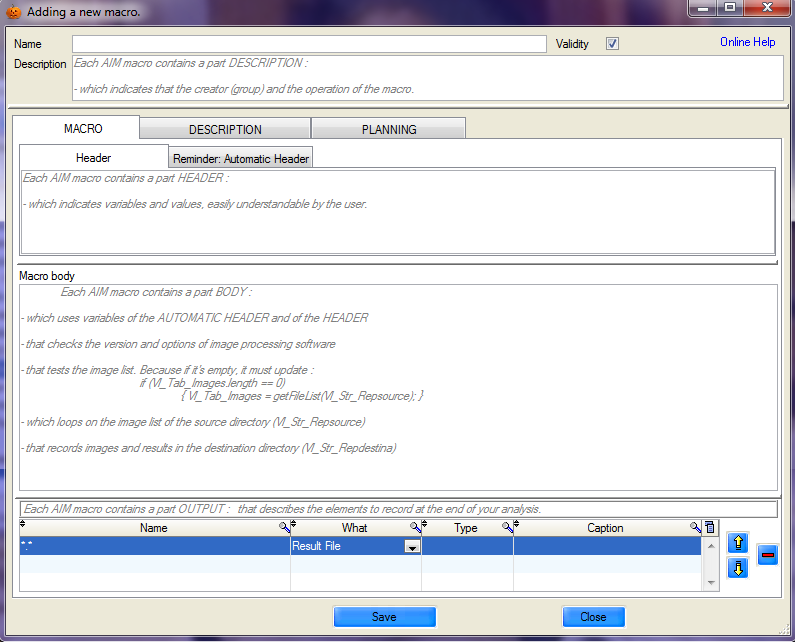 Adding a new macro.
Name
Validity
Online Help
Description
Each AIM macro contains a part DESCRIPTION :
- which indicates that the creator (group) and the operation of the macro.
MACRO
DESCRIPTION
PLANNING
Header
Reminder: Automatic Header
Each AIM macro contains a part HEADER :
- which indicates variables and values, easily understandable by the user.
Macro body
Each AIM macro contains a part BODY :
- which uses variables of the AUTOMATIC HEADER and of the HEADER
- that checks the version and options of image processing software
- that tests the image list. Because if it's empty, it must update :
if (VI_Tab_Images.length == 0)
{ VI_Tab_Images = getFileList(VI_Str_Repsource); }
- which loops on the image list of the source directory (VI_Str_Repsource)
- that records images and results in the destination directory (VI_Str_Repdestina)
Each AIM macro contains a part OUTPUT : that describes the elements to record at the end of your analysis.
Name What Type Caption
*.* Result File
Save
Close